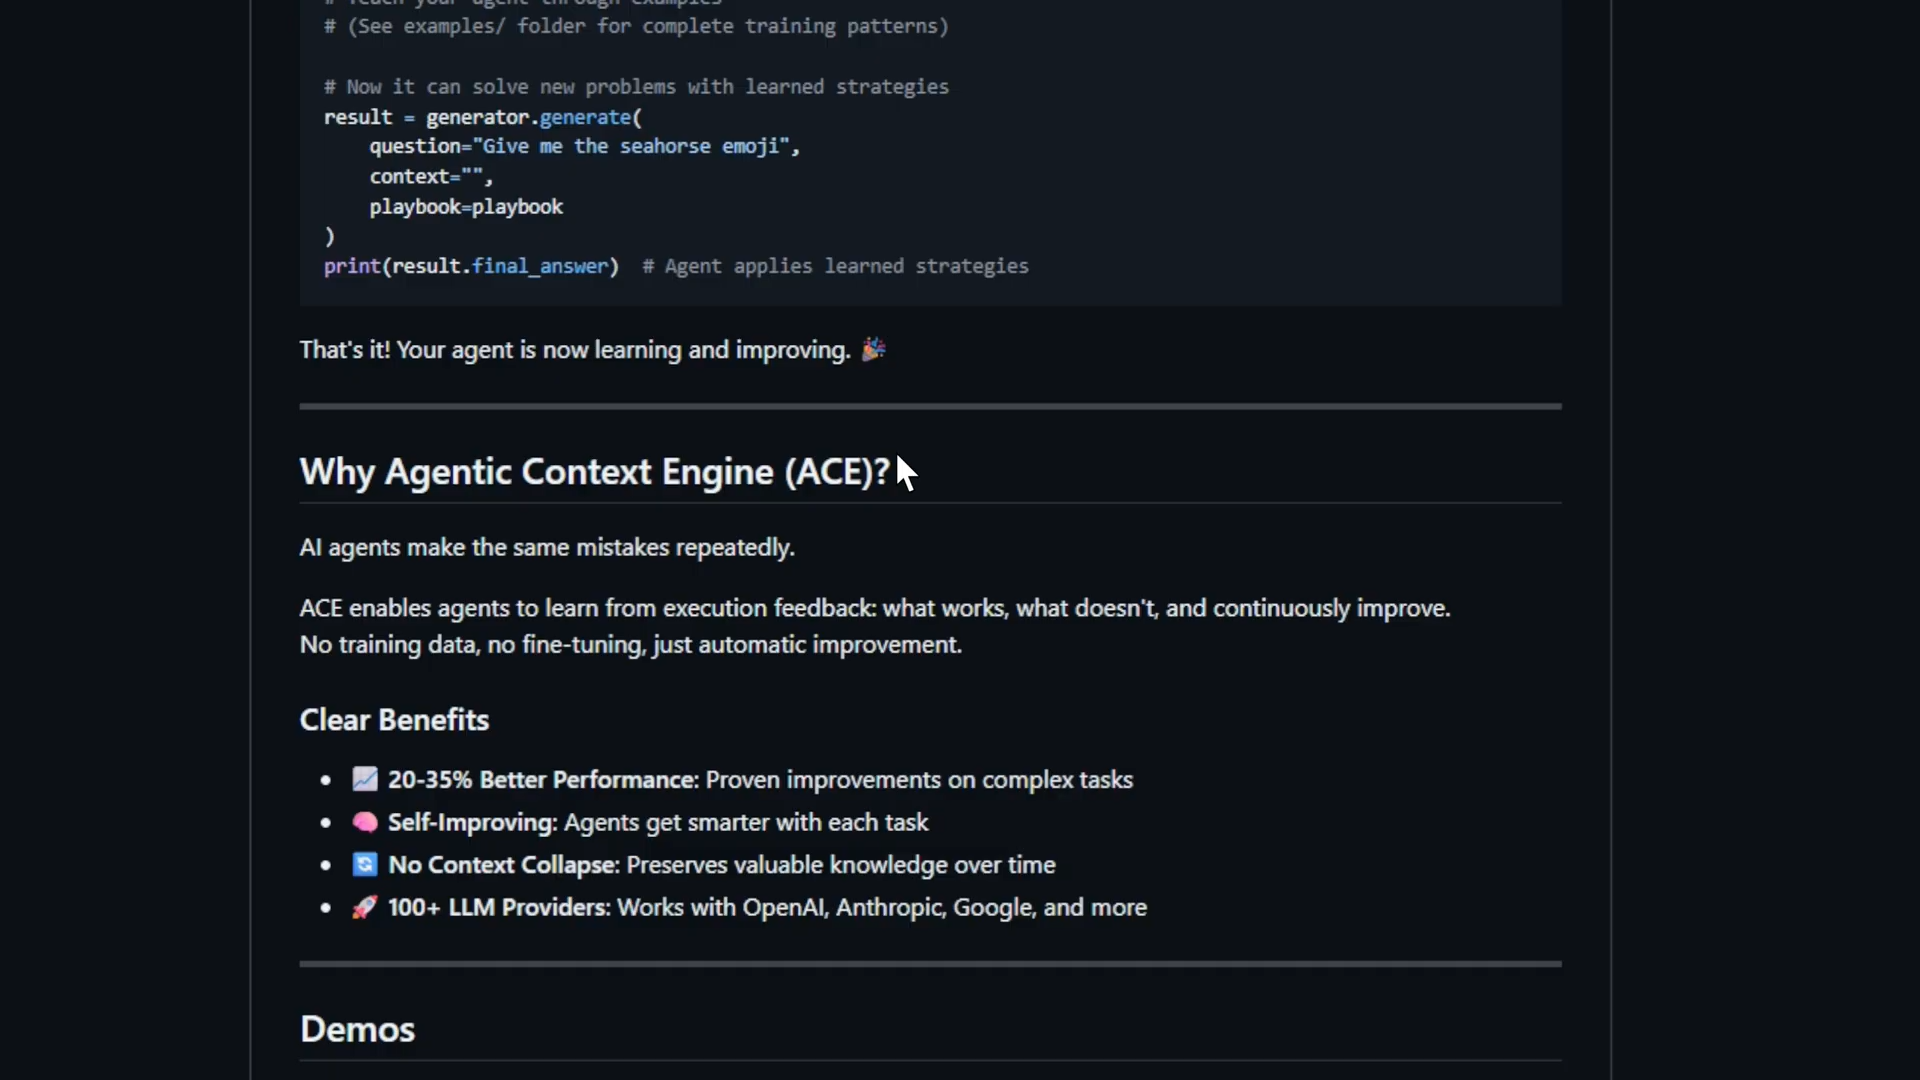 # Teach your agent through examples
# (See examples/ folder for complete training patterns)
# Now it can solve new problems with learned strategies
result = generator.generate(
    question="Give me the seahorse emoji",
    context="",
    playbook=playbook
)
print(result.final_answer)  # Agent applies learned strategies
That's it! Your agent is now learning and improving. 🎉
Why Agentic Context Engine (ACE)?
AI agents make the same mistakes repeatedly.
ACE enables agents to learn from execution feedback: what works, what doesn't, and continuously improve.
No training data, no fine-tuning, just automatic improvement.
Clear Benefits
• 📈 20-35% Better Performance: Proven improvements on complex tasks
• 🧠 Self-Improving: Agents get smarter with each task
• 🔄 No Context Collapse: Preserves valuable knowledge over time
• 🚀 100+ LLM Providers: Works with OpenAI, Anthropic, Google, and more
Demos